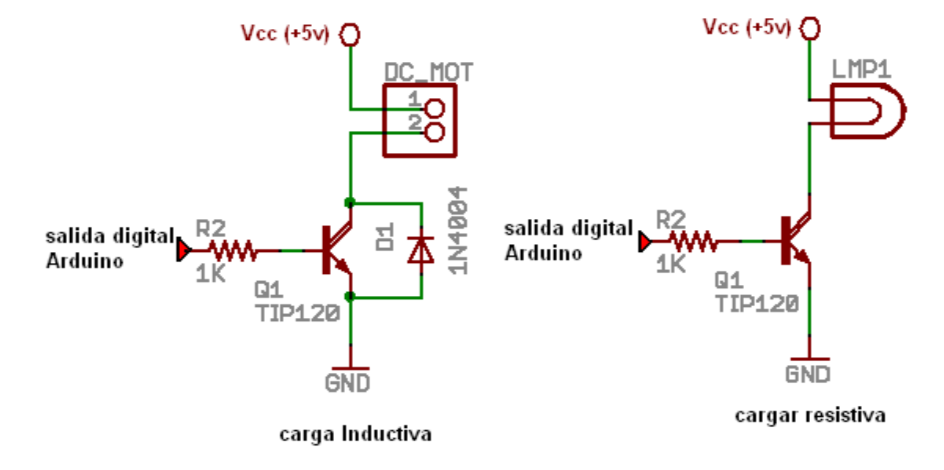 Vcc (+5v)
DC_MOT
1
2
salida digital
Arduino
R2
1K
Q1
TIP120
D1
1N4004
GND
carga Inductiva
Vcc (+5v)
LMP1
salida digital
Arduino
R2
1K
Q1
TIP120
GND
cargar resistiva